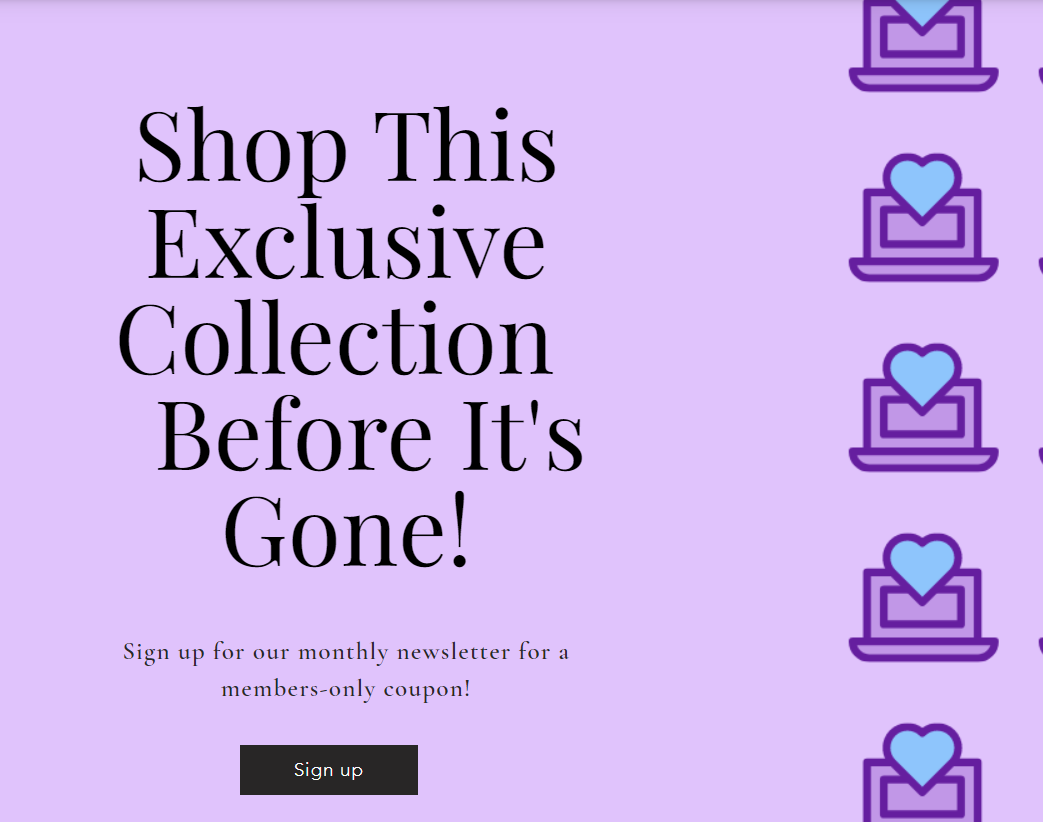 Shop This
Exclusive
Collection
Before It's
Gone!
Sign up for our monthly newsletter for a
members-only coupon!
Sign up